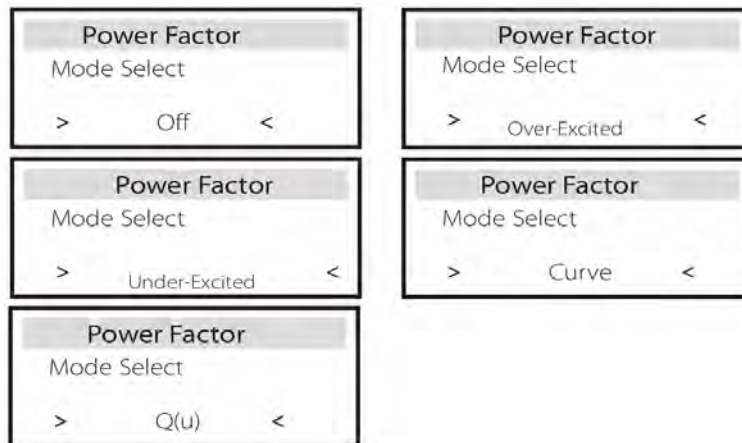 Power Factor
Mode Select
> Off <
Power Factor
Mode Select
> Over-Excited <
Power Factor
Mode Select
> Under-Excited <
Power Factor
Mode Select
> Curve <
Power Factor
Mode Select
> Q(u) <